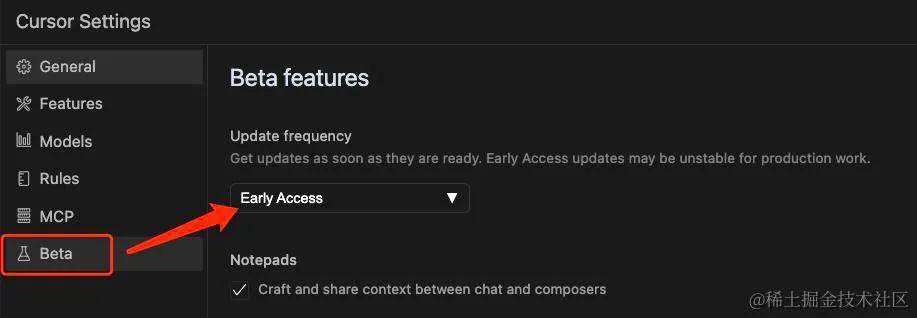 Cursor Settings
General
Features
Models
Rules
MCP
Beta
Beta features
Update frequency
Get updates as soon as they are ready. Early Access updates may be unstable for production work.
Early Access
Notepads
Craft and share context between chat and composers
@稀土掘金技术社区